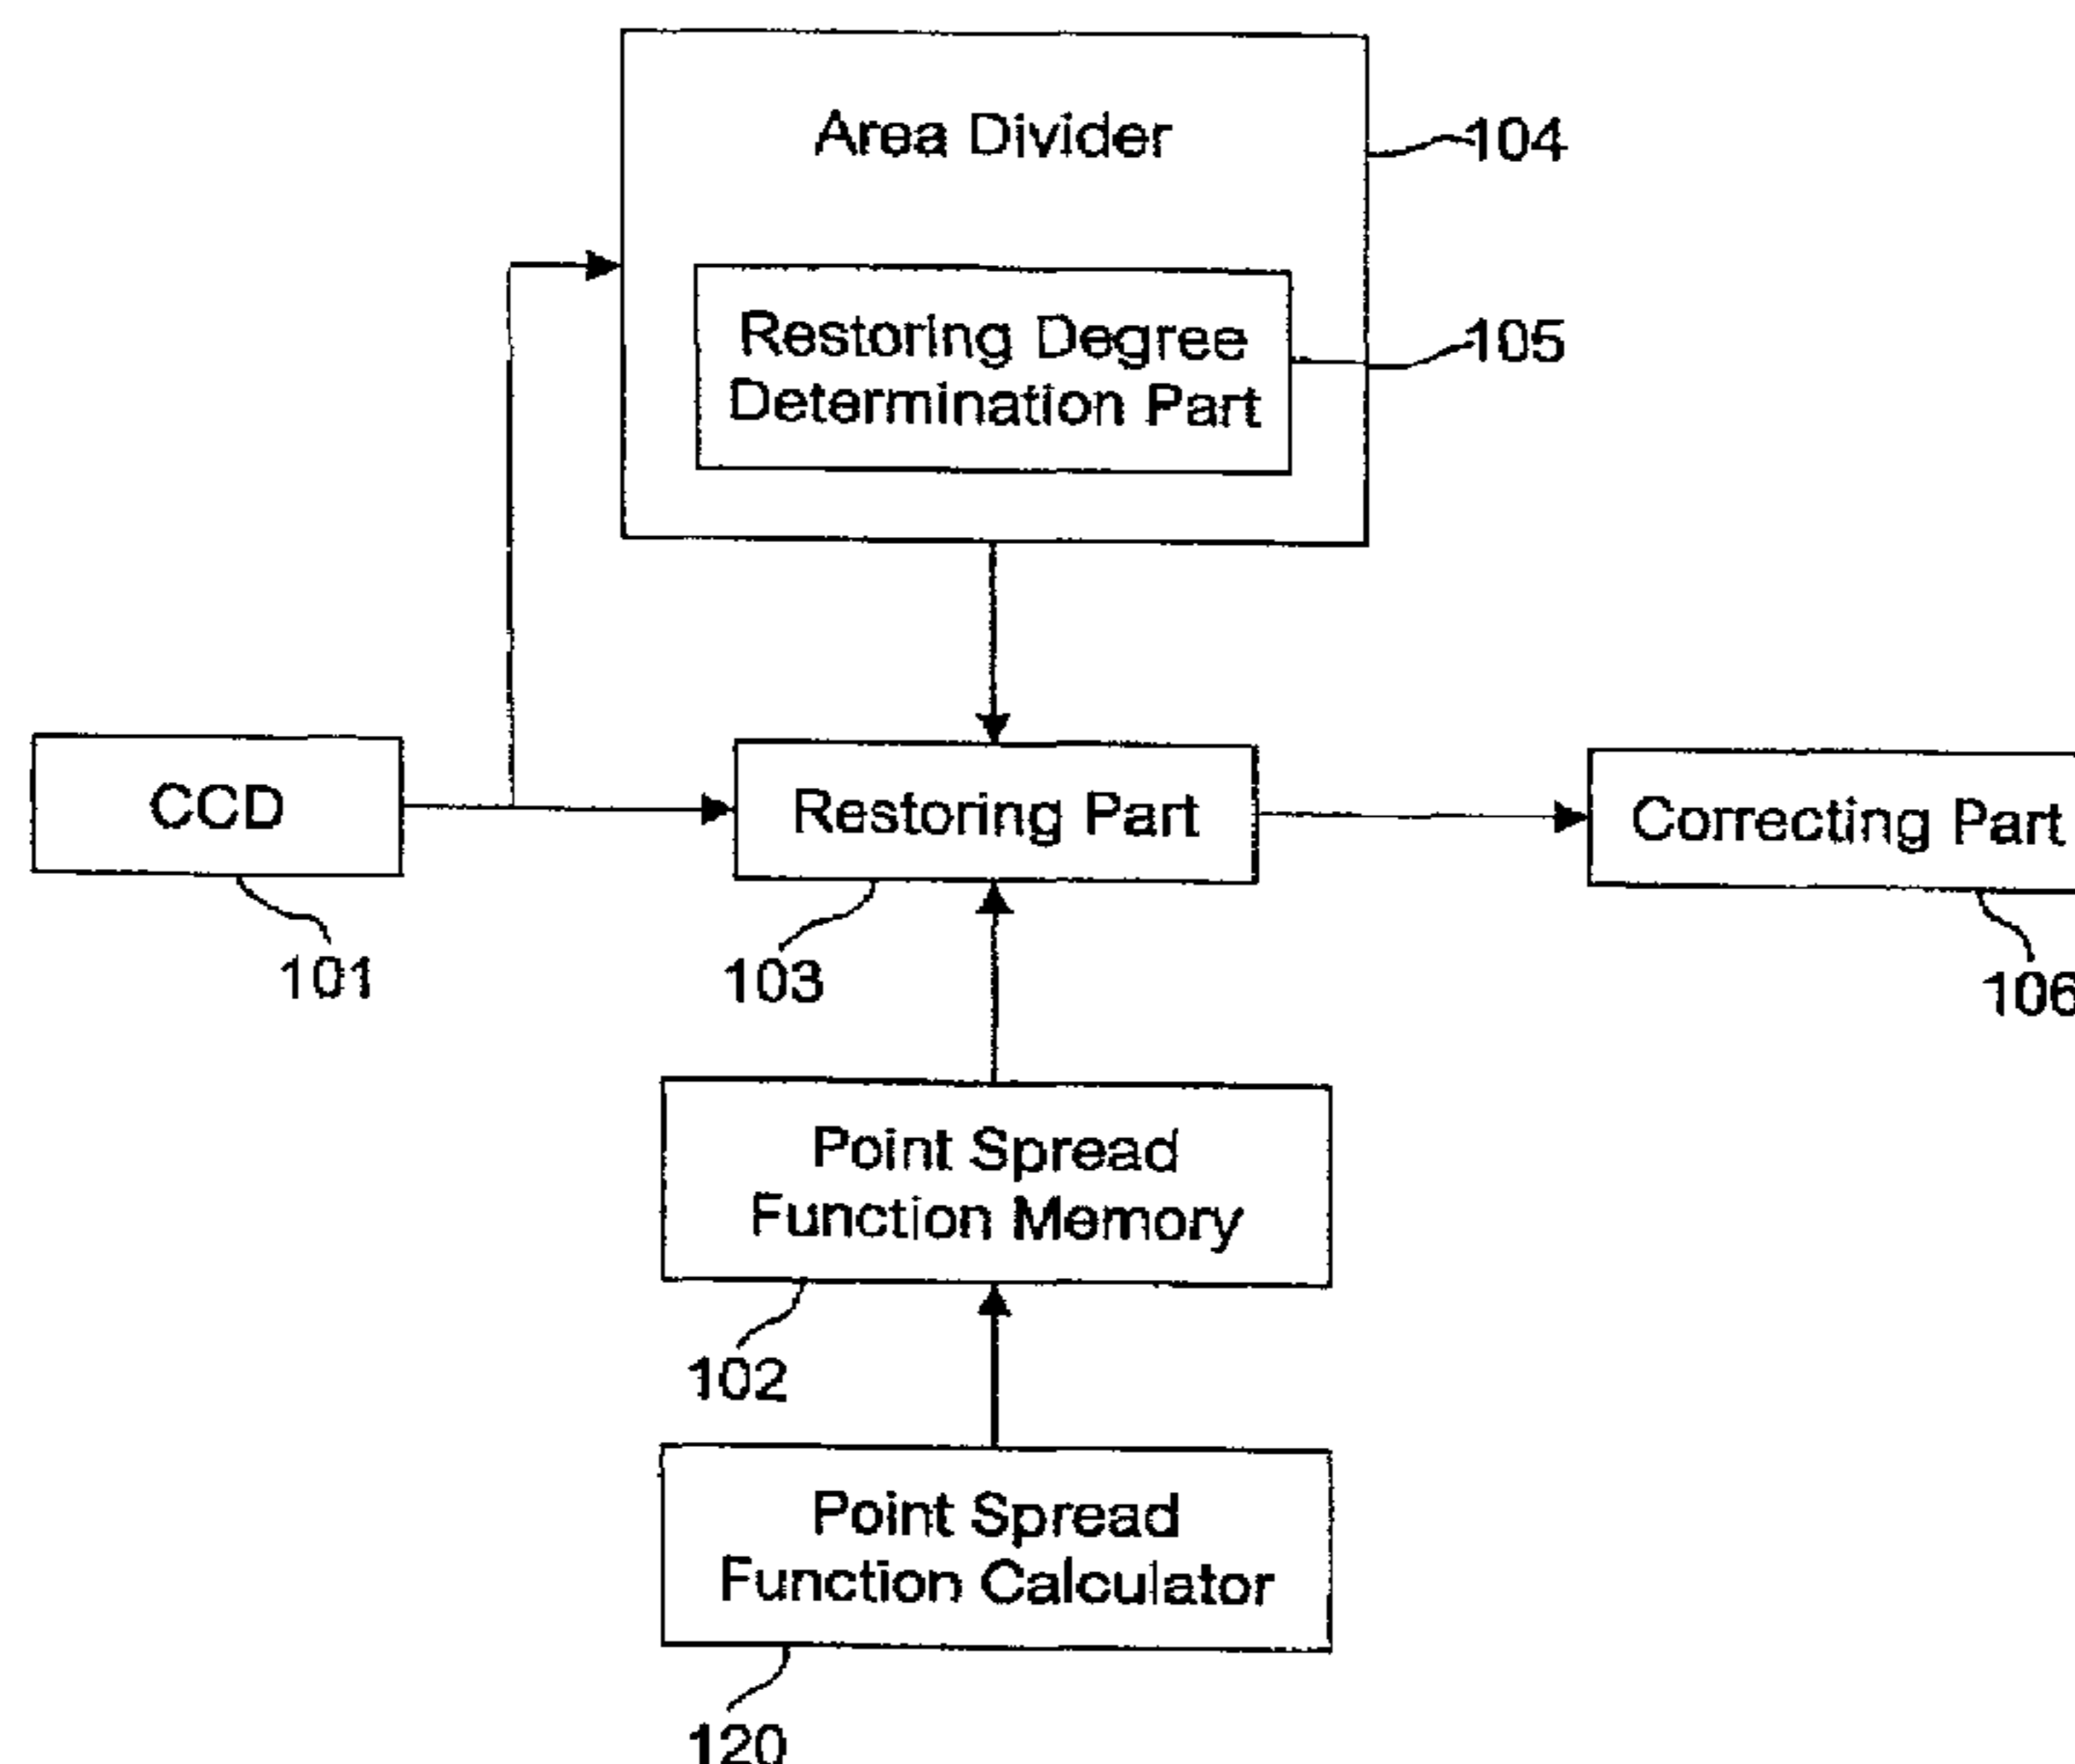 Area Divider
104
Restoring Degree
Determination Part
105
CCD
Restoring Part
Correcting Part
101
103
106
Point Spread
Function Memory
102
Point Spread
Function Calculator
120